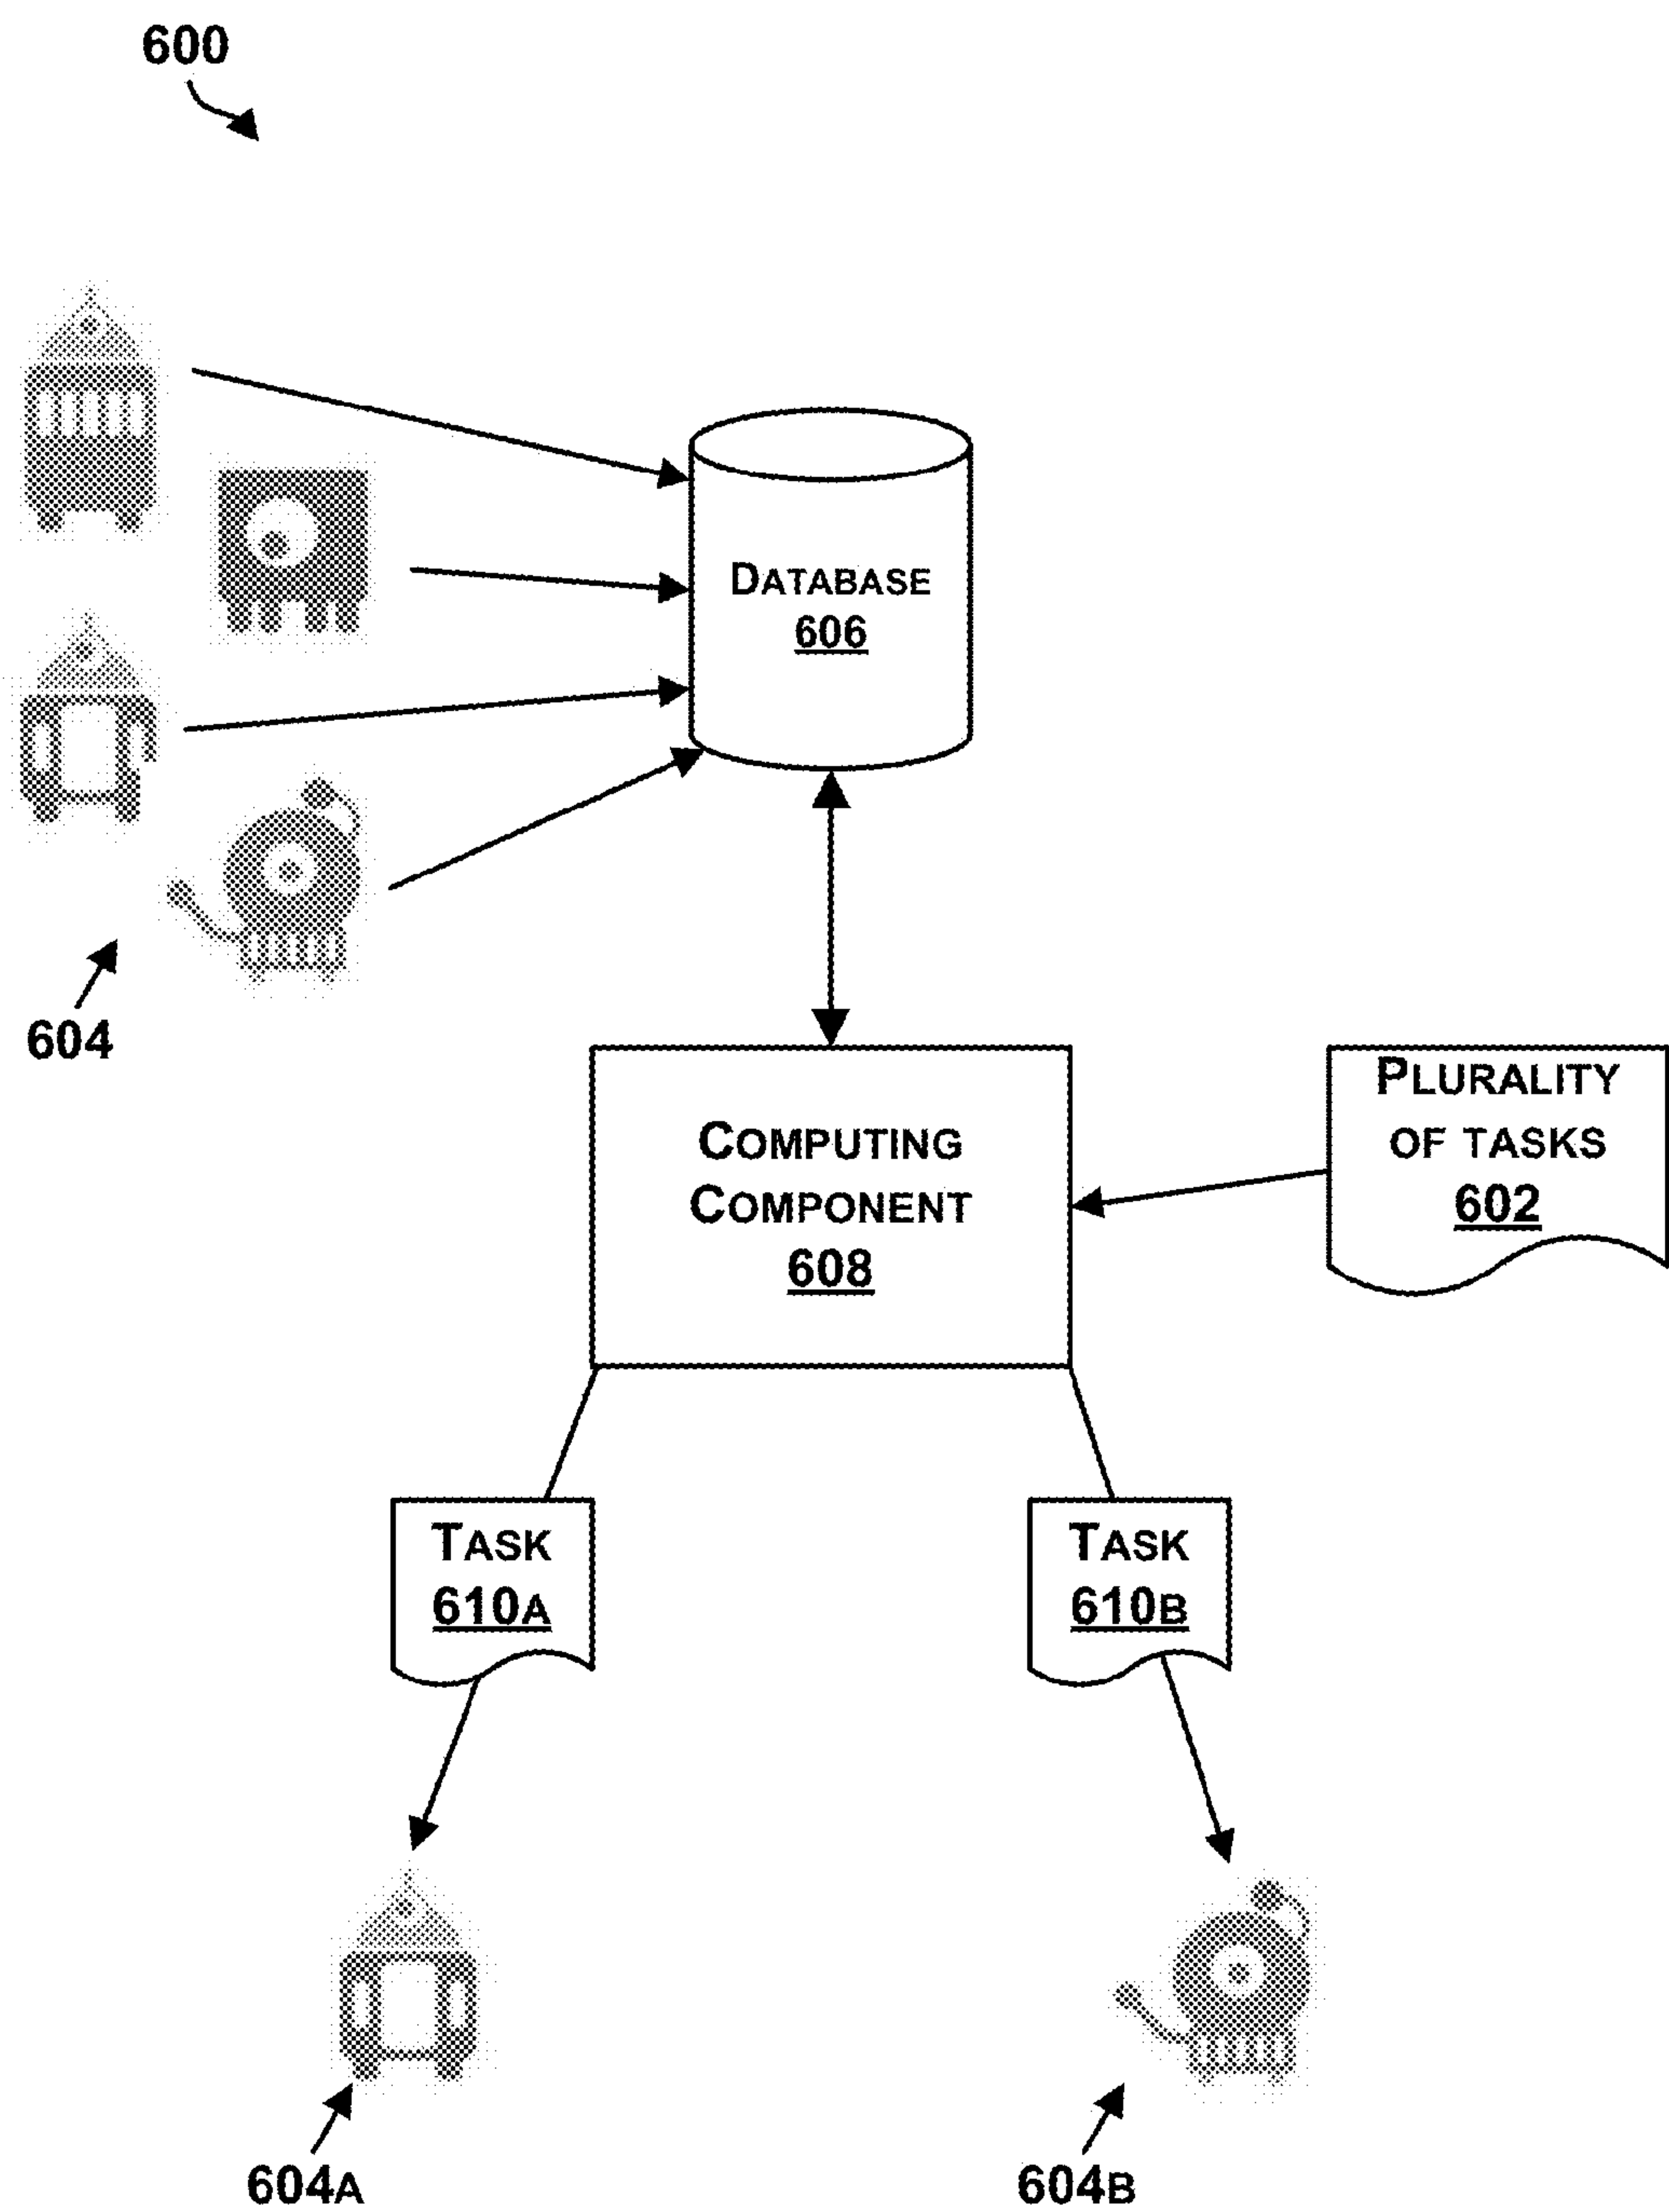 600
DATABASE
606
604
COMPUTING
COMPONENT
608
PLURALITY
OF TASKS
602
TASK
610A
TASK
610B
604A
604B